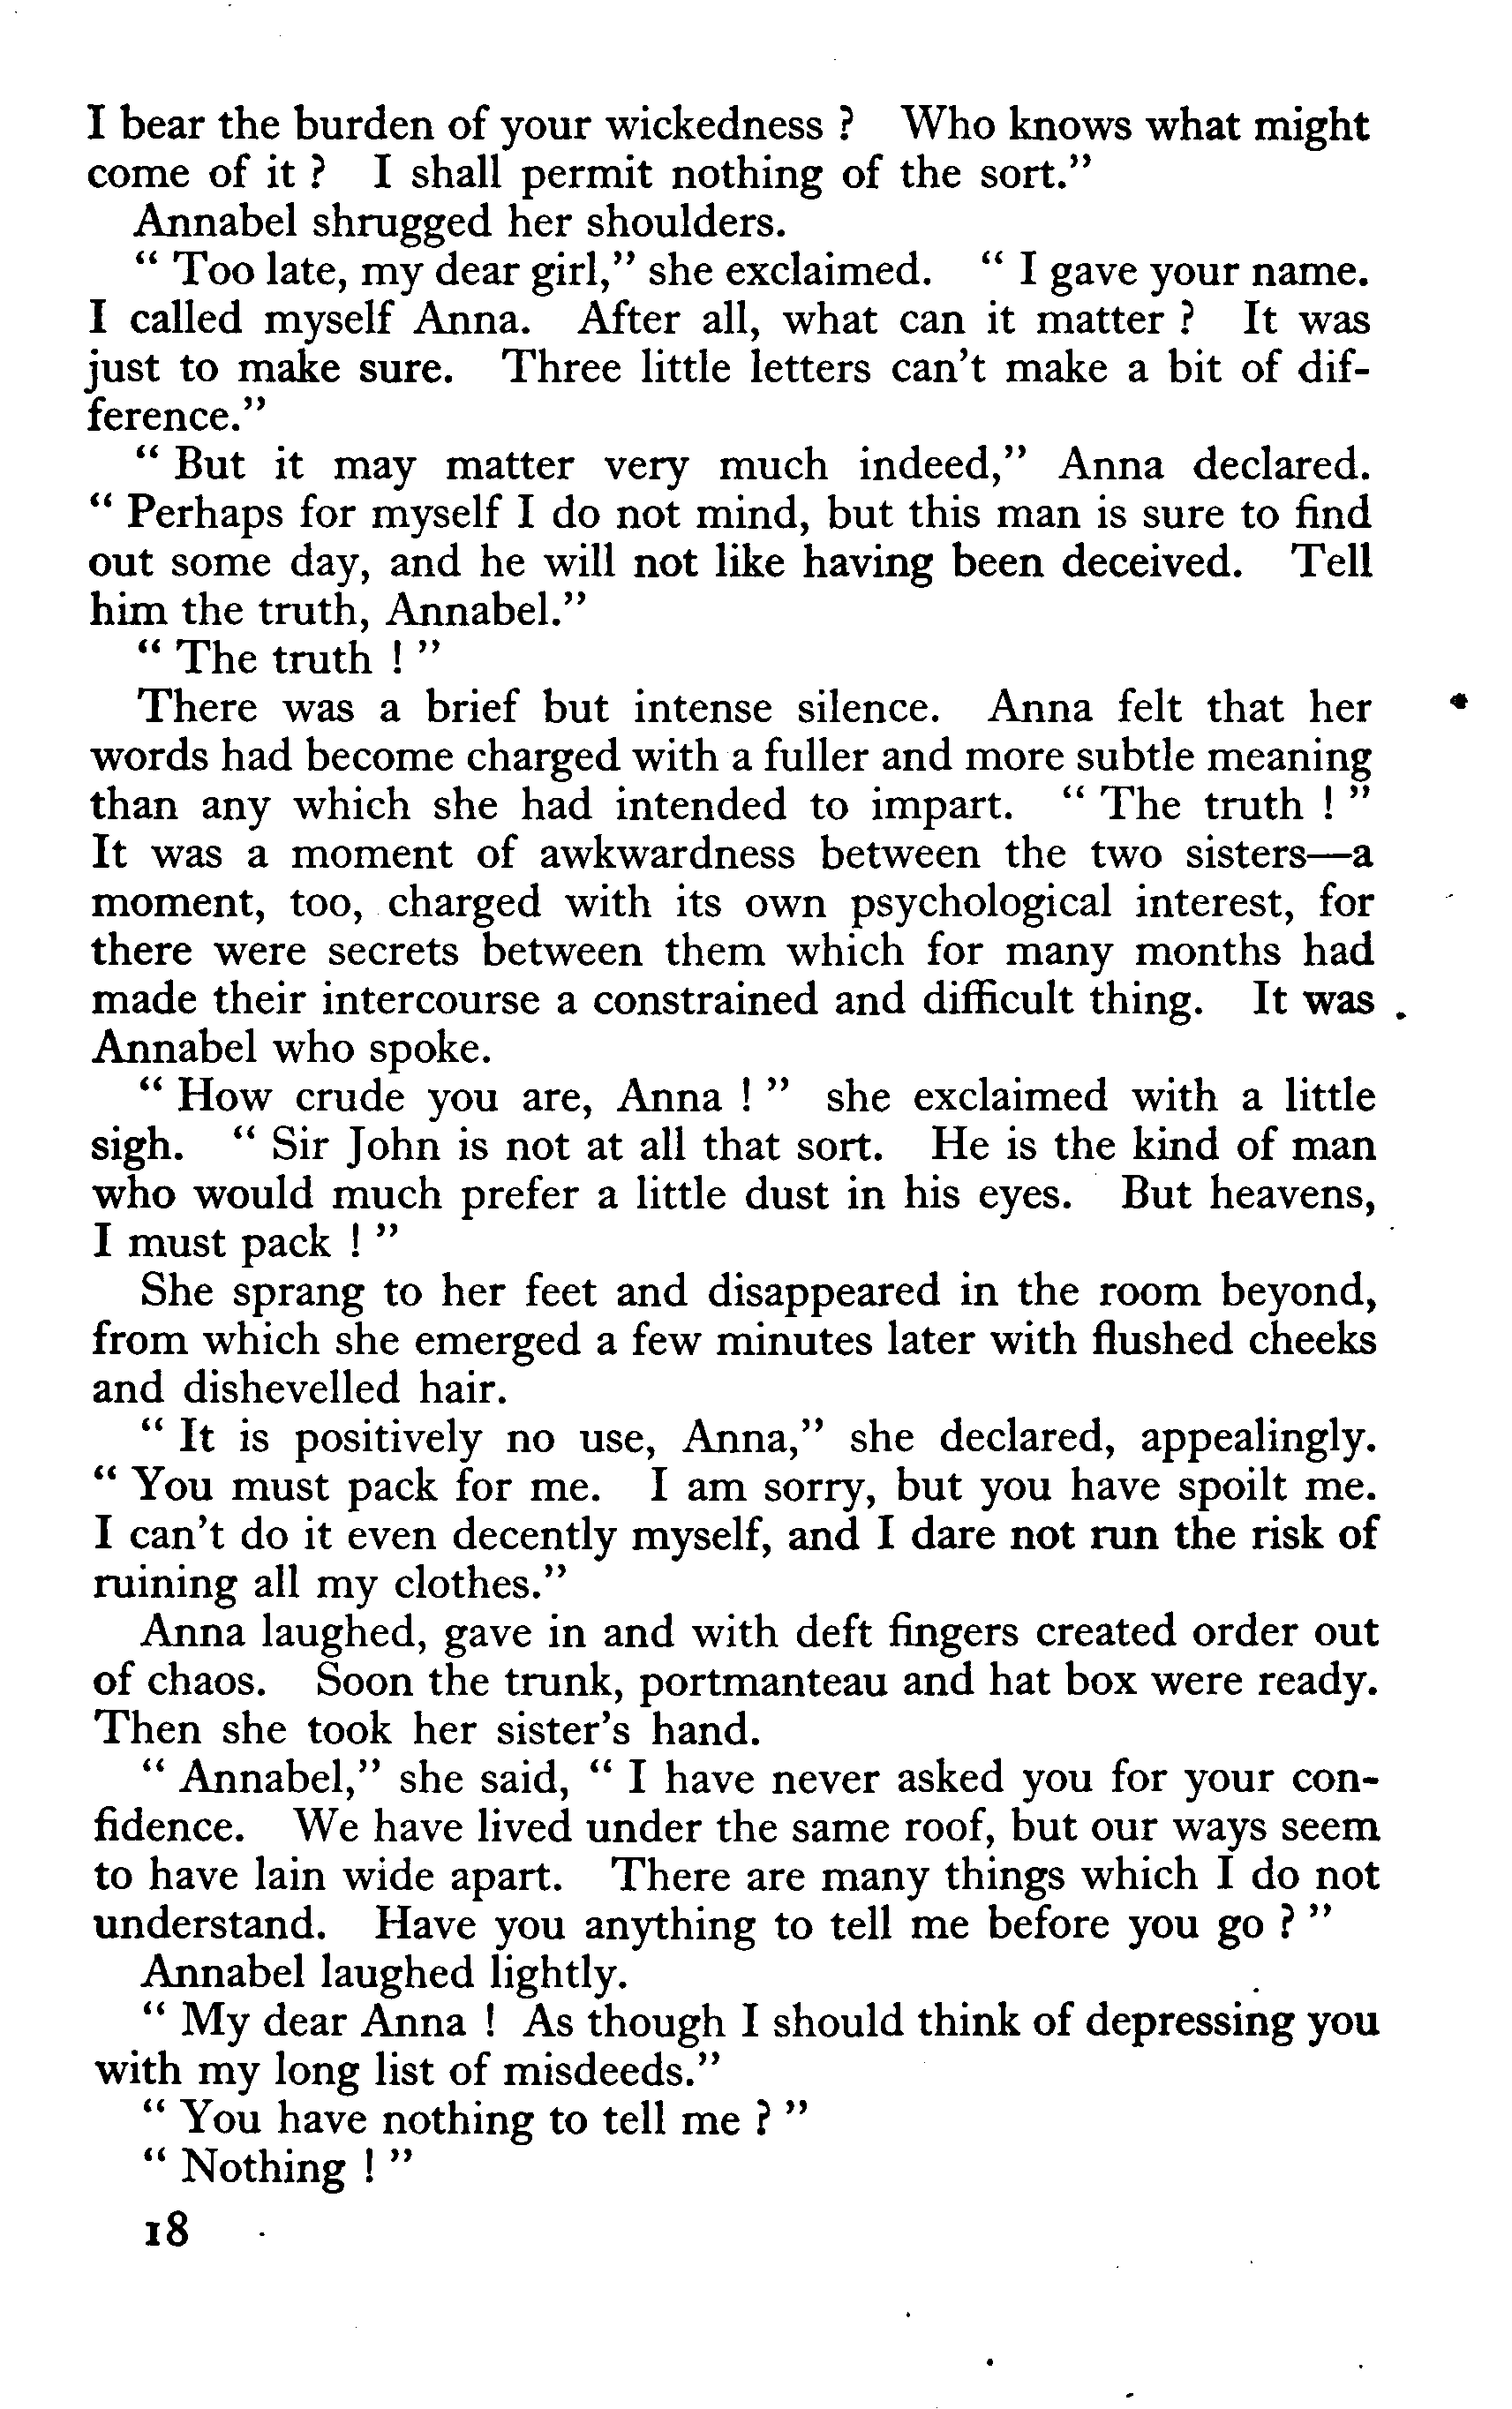 I bear the burden of your wickedness ? Who knows what might
come of it ? I shall permit nothing of the sort.”
Annabel shrugged her shoulders.
“ Too late, my dear girl,” she exclaimed. “ I gave your name.
I called myself Anna. After all, what can it matter ? It was
just to make sure. Three little letters can’t make a bit of dif-
ference.”
“ But it may matter very much indeed,” Anna declared.
“ Perhaps for myself I do not mind, but this man is sure to find
out some day, and he will not like having been deceived. Tell
him the truth, Annabel.”
“ The truth ! ”
There was a brief but intense silence. Anna felt that her
words had become charged with a fuller and more subtle meaning
than any which she had intended to impart. “ The truth ! ”
It was a moment of awkwardness between the two sisters—a
moment, too, charged with its own psychological interest, for
there were secrets between them which for many months had
made their intercourse a constrained and difficult thing. It was
Annabel who spoke.
“ How crude you are, Anna ! ” she exclaimed with a little
sigh. “ Sir John is not at all that sort. He is the kind of man
who would much prefer a little dust in his eyes. But heavens,
I must pack ! ”
She sprang to her feet and disappeared in the room beyond,
from which she emerged a few minutes later with flushed cheeks
and dishevelled hair.
“ It is positively no use, Anna,” she declared, appealingly.
“ You must pack for me. I am sorry, but you have spoilt me.
I can’t do it even decently myself, and I dare not run the risk of
ruining all my clothes.”
Anna laughed, gave in and with deft fingers created order out
of chaos. Soon the trunk, portmanteau and hat box were ready.
Then she took her sister’s hand.
“ Annabel,” she said, “ I have never asked you for your con-
fidence. We have lived under the same roof, but our ways seem
to have lain wide apart. There are many things which I do not
understand. Have you anything to tell me before you go ? ”
Annabel laughed lightly.
“ My dear Anna ! As though I should think of depressing you
with my long list of misdeeds.”
“ You have nothing to tell me ? ”
“ Nothing ! ”
18